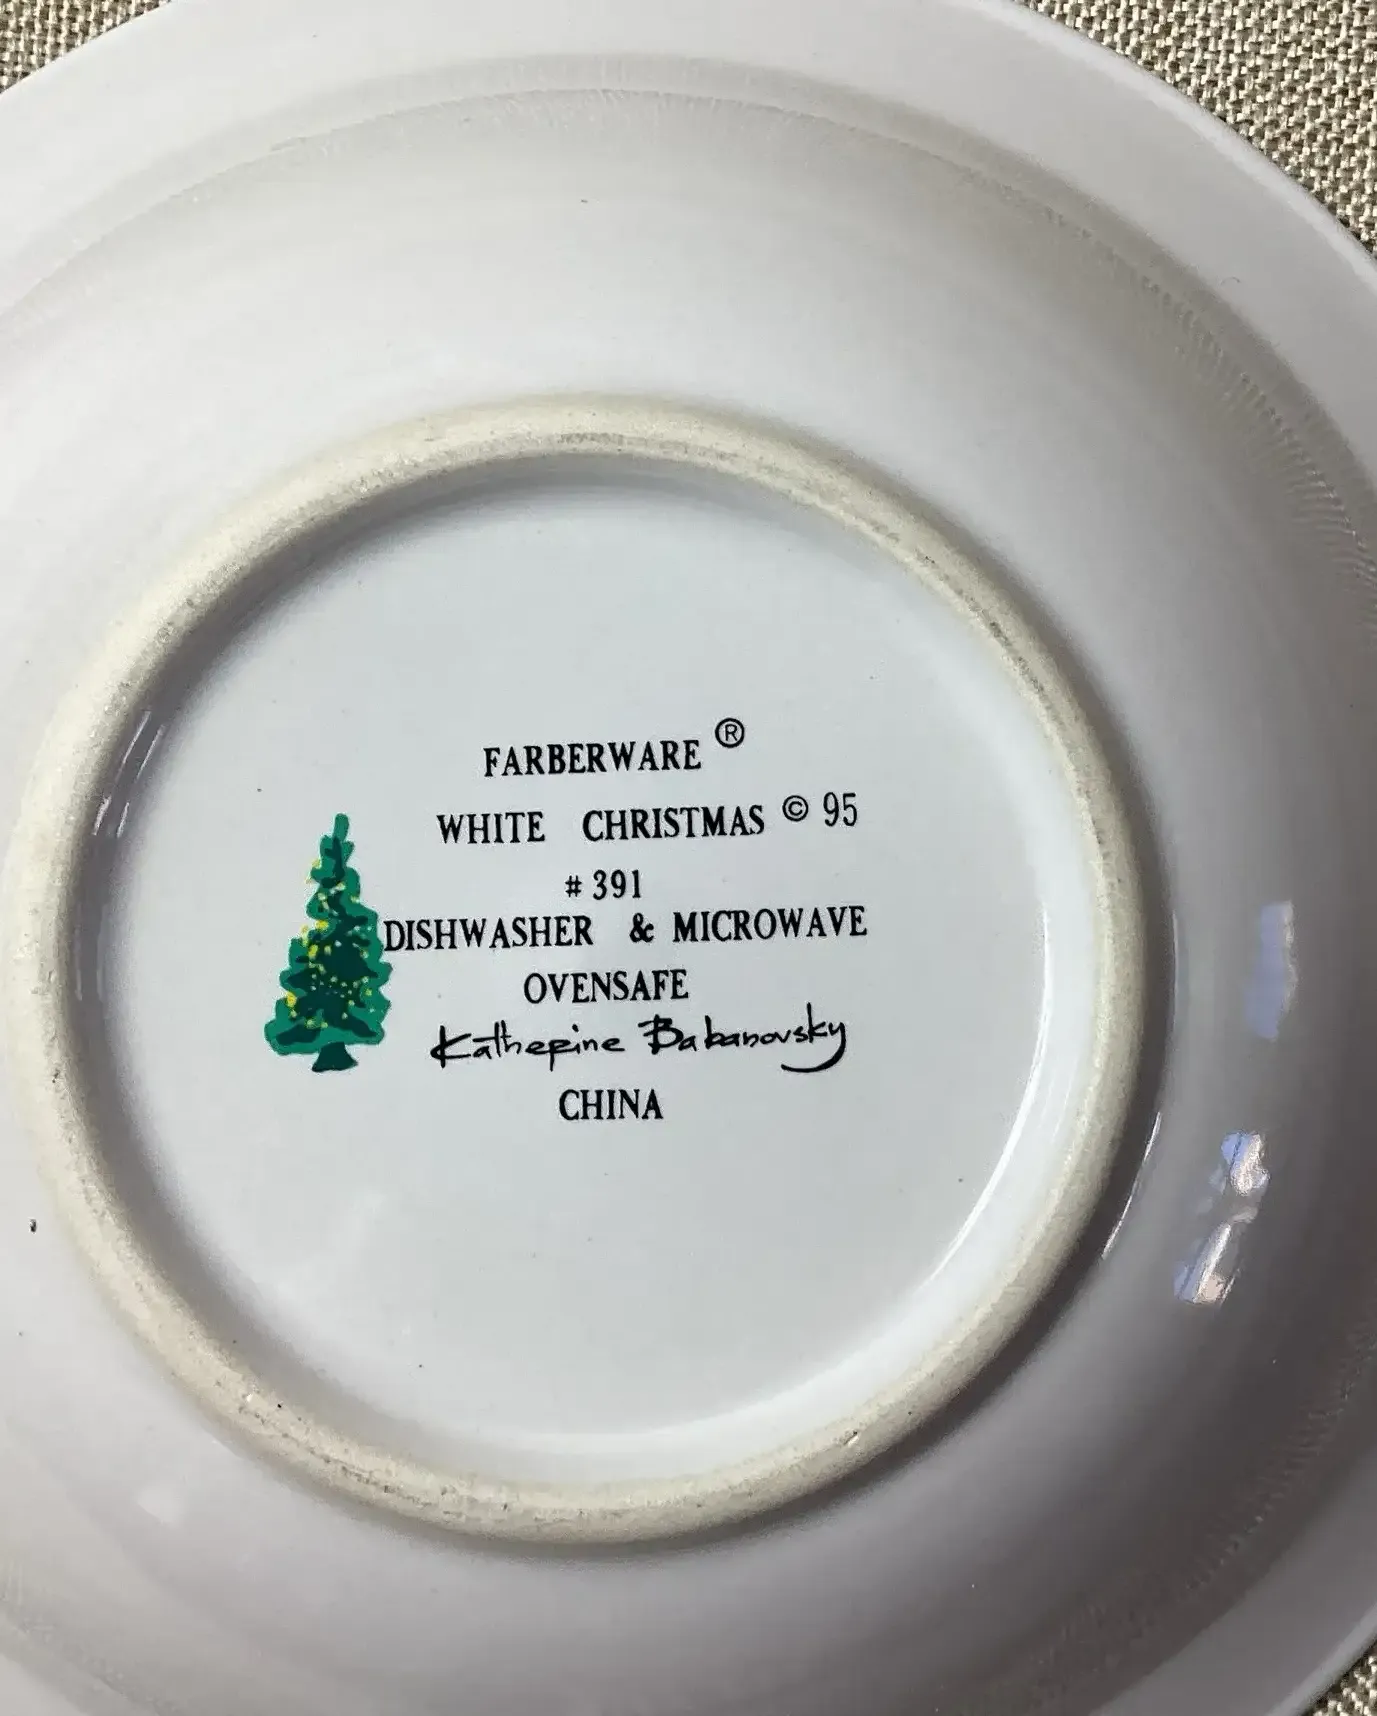 FARBERWARE ®
WHITE CHRISTMAS © 95
# 391
DISHWASHER & MICROWAVE
OVENSAFE
Katherine Babanovsky
CHINA